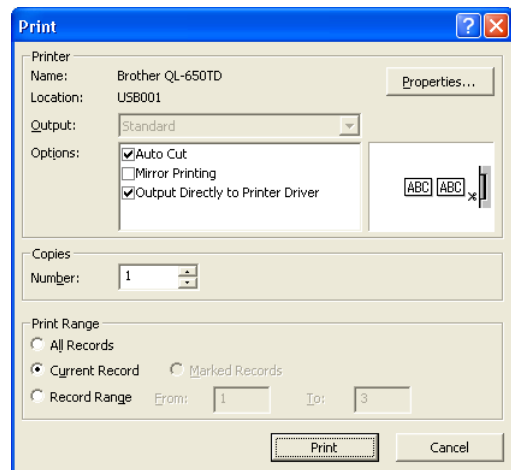 Print
Printer
Name: Brother QL-650TD
Properties...
Location: USB001
Output: Standard
Options: Auto Cut
Mirror Printing
Output Directly to Printer Driver
ABC ABC
Copies
Number: 1
Print Range
All Records
Current Record Marked Records
Record Range From: 1 To: 3
Print Cancel